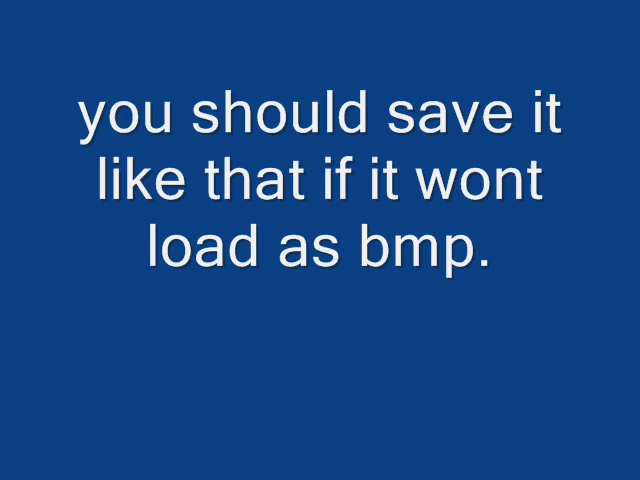 you should save it
like that if it wont
load as bmp.